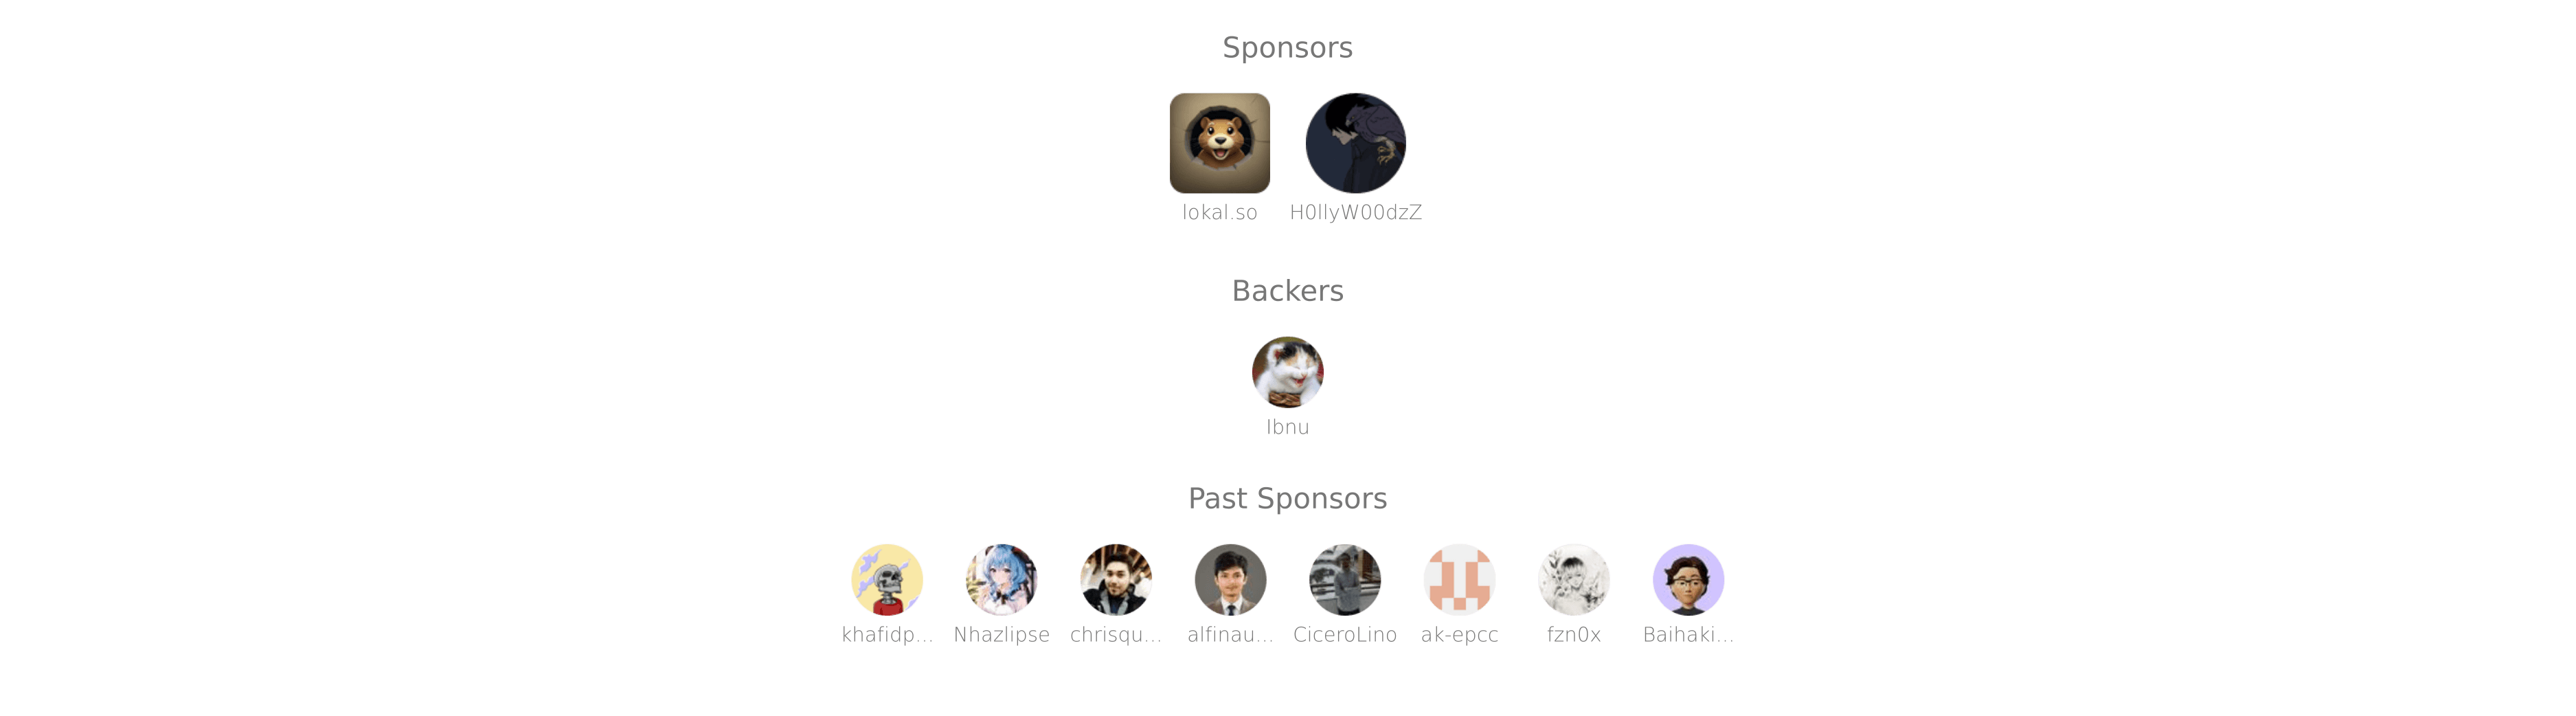 Sponsors
lokal.so H0llyW00dzZ
Backers
Ibnu
Past Sponsors
khafidp... Nhazlipse chrisqu... alfinau... CiceroLino ak-epcc fzn0x Baihaki...